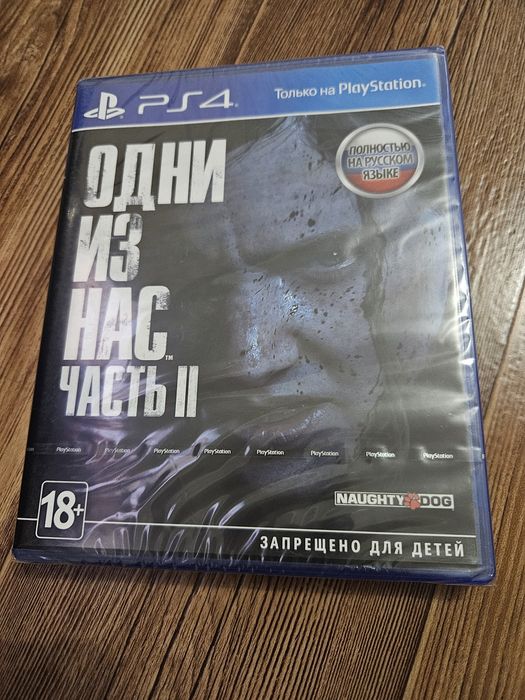 PS4
Только на PlayStation®
ПОЛНОСТЬЮ
НА РУССКОМ
ЯЗЫКЕ
ОДНИ
ИЗ
НАС™
ЧАСТЬ II
PlayStation PlayStation PlayStation PlayStation PlayStation PlayStation PlayStation PlayStation
NAUGHTY DOG
18+
ЗАПРЕЩЕНО ДЛЯ ДЕТЕЙ